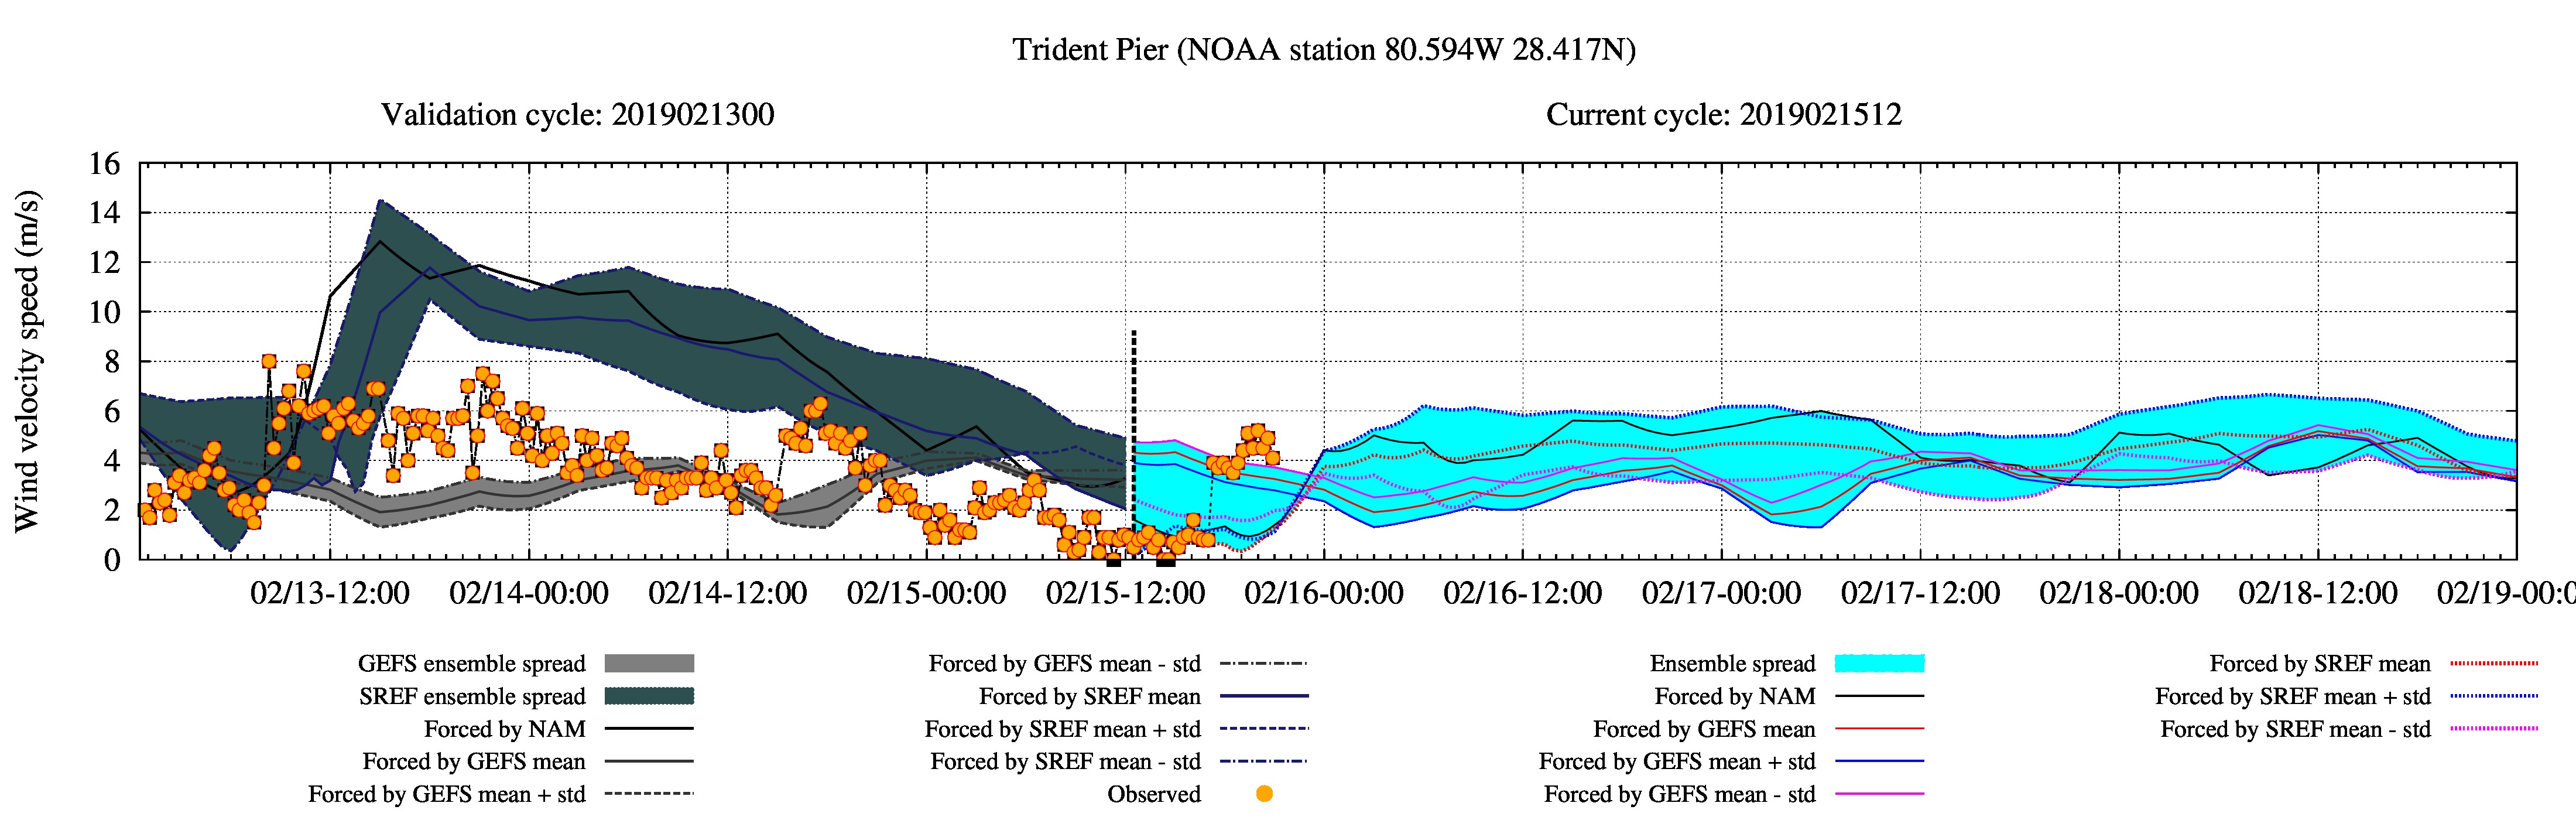 Trident Pier (NOAA station 80.594W 28.417N)
Validation cycle: 2019021300
Current cycle: 2019021512
Wind velocity speed (m/s)
16
14
12
10
8
6
4
2
0
02/13-12:00 02/14-00:00 02/14-12:00 02/15-00:00 02/15-12:00 02/16-00:00 02/16-12:00 02/17-00:00 02/17-12:00 02/18-00:00 02/18-12:00 02/19-00:0
GEFS ensemble spread
SREF ensemble spread
Forced by NAM
Forced by GEFS mean
Forced by GEFS mean + std
Forced by GEFS mean - std
Forced by SREF mean
Forced by SREF mean + std
Forced by SREF mean - std
Observed
Ensemble spread
Forced by NAM
Forced by GEFS mean
Forced by GEFS mean + std
Forced by GEFS mean - std
Forced by SREF mean
Forced by SREF mean + std
Forced by SREF mean - std